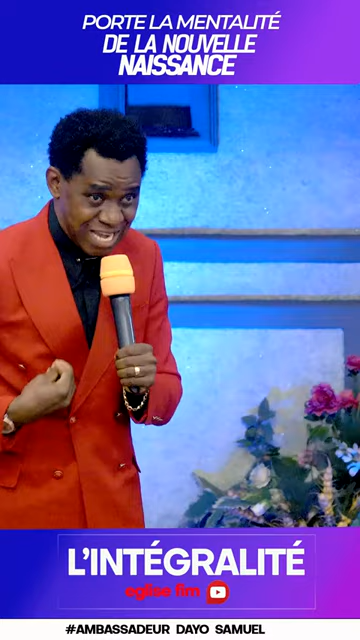 PORTE LA MENTALITÉ
DE LA NOUVELLE
NAISSANCE
L'INTÉGRALITÉ
eglise fim
#AMBASSADEUR DAYO SAMUEL